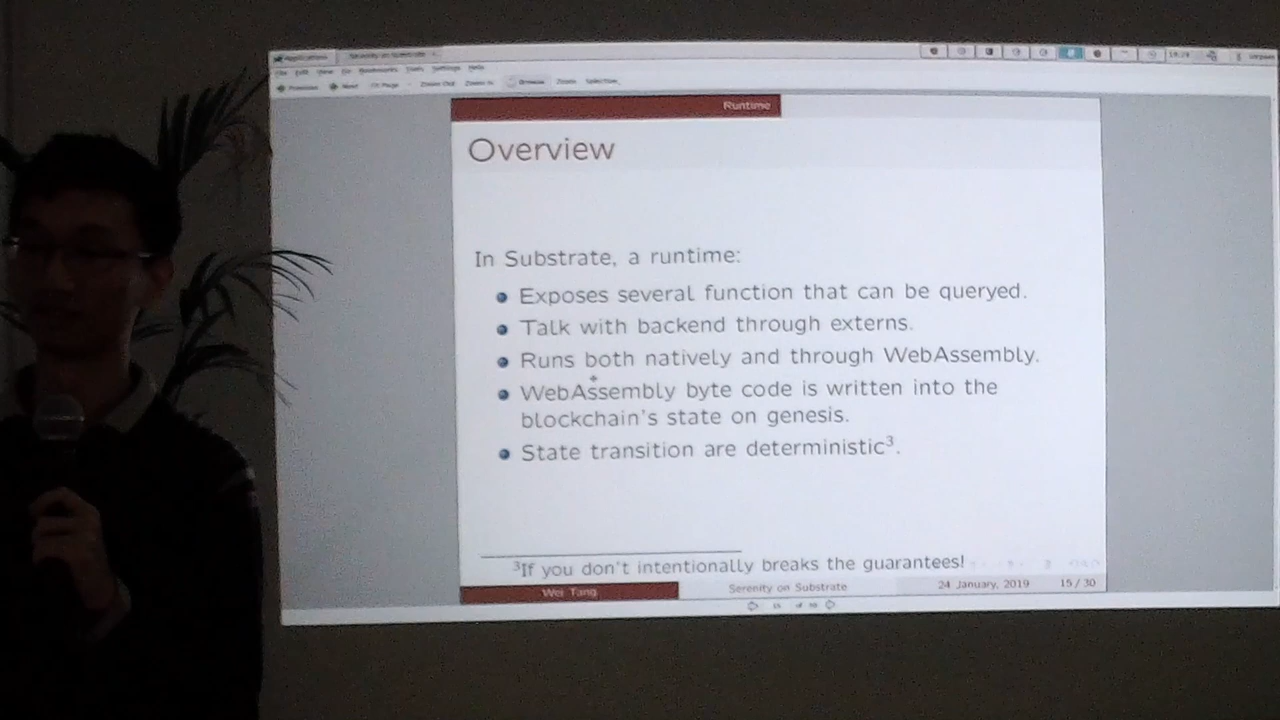 Applications
Runtime
Overview
In Substrate, a runtime:
Exposes several function that can be queryed.
Talk with backend through externs.
Runs both natively and through WebAssembly.
WebAssembly byte code is written into the
blockchain's state on genesis.
State transition are deterministic³.
³If you don't intentionally breaks the guarantees!
Wei Tang Serenity on Substrate 24 January, 2019 15 / 30